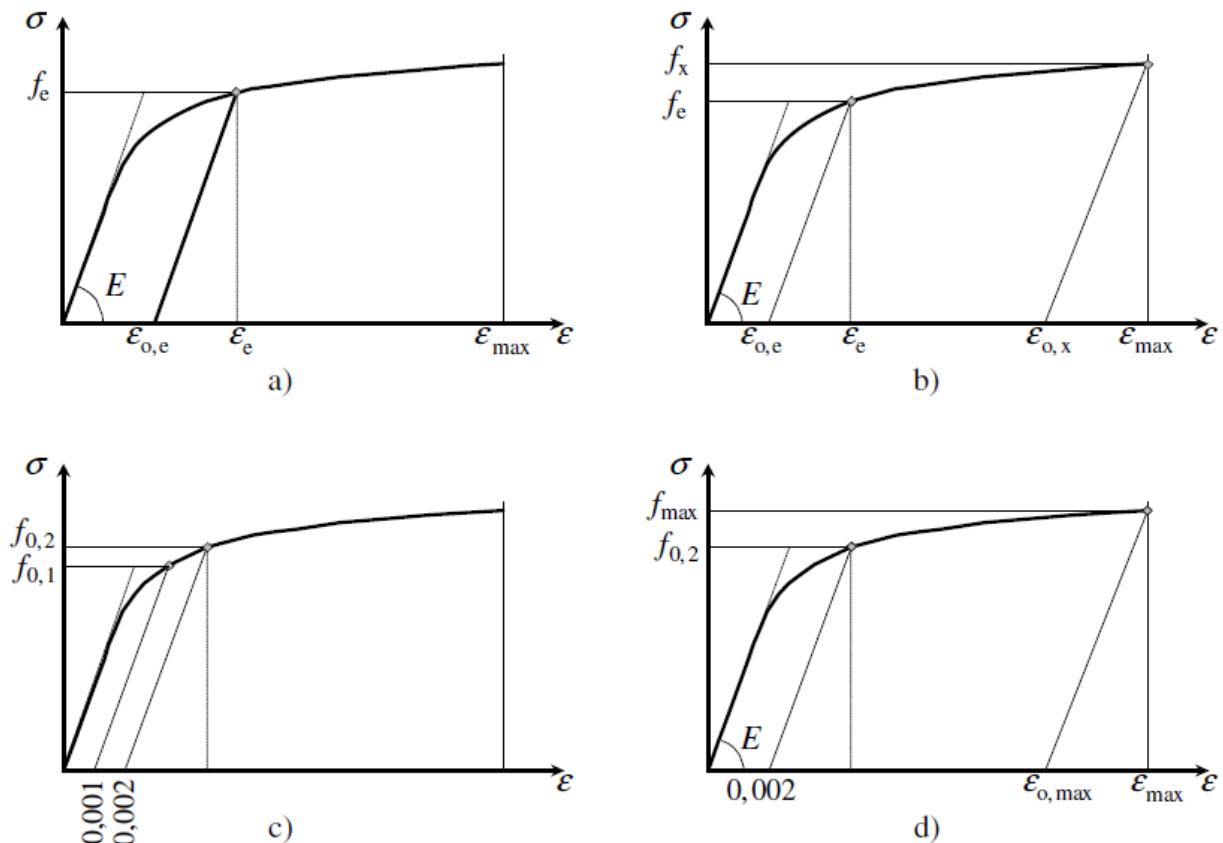 σ σ
f_e f_x
f_e
E E
ε_o,e ε_e ε_max ε ε_o,e ε_e ε_o,x ε_max ε
a) b)
σ σ
f_0,2 f_max
f_0,1 f_0,2
E
0,001 0,002 ε 0,002 ε_o,max ε_max ε
c) d)